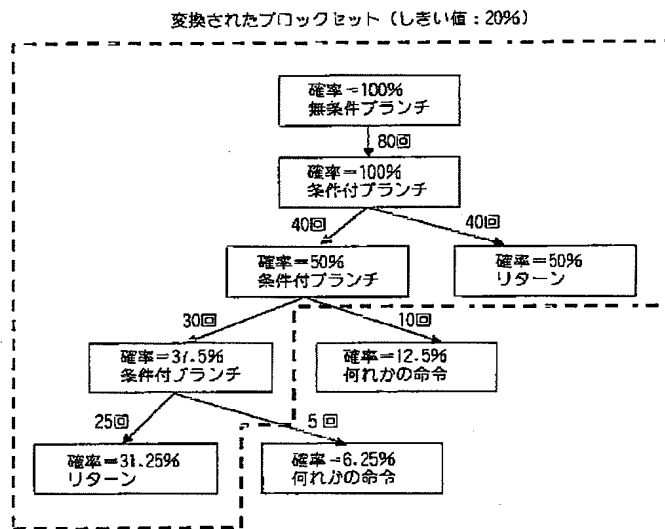 変換されたブロックセット（しきい値：20%）
確率＝100%
無条件ブランチ
80回
確率＝100%
条件付ブランチ
40回
40回
確率＝50%
条件付ブランチ
確率＝50%
リターン
30回
10回
確率＝37.5%
条件付ブランチ
確率＝12.5%
何れかの命令
25回
5回
確率＝31.25%
リターン
確率＝6.25%
何れかの命令